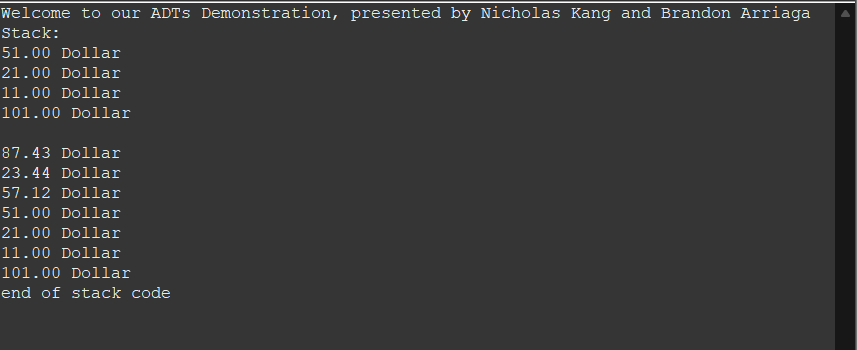 Welcome to our ADTs Demonstration, presented by Nicholas Kang and Brandon Arriaga
Stack:
51.00 Dollar
21.00 Dollar
11.00 Dollar
101.00 Dollar
87.43 Dollar
23.44 Dollar
57.12 Dollar
51.00 Dollar
21.00 Dollar
11.00 Dollar
101.00 Dollar
end of stack code